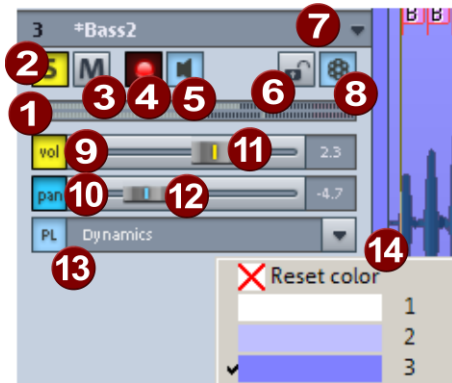 3 *Bass2 7
B B
2 S M
3 4 5 6 8
1
vol 9 11 2.3
pan 10 12 -4.7
PL Dynamics
13 14
Reset color
1
2
3